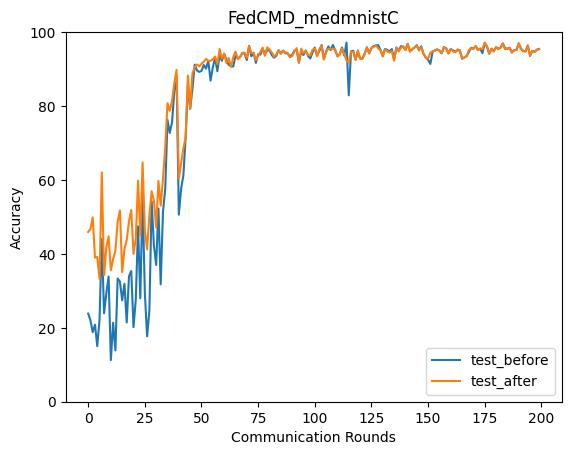 FedCMD_medmnistC
Accuracy
100
80
60
40
20
0
0 25 50 75 100 125 150 175 200
Communication Rounds
test_before
test_after